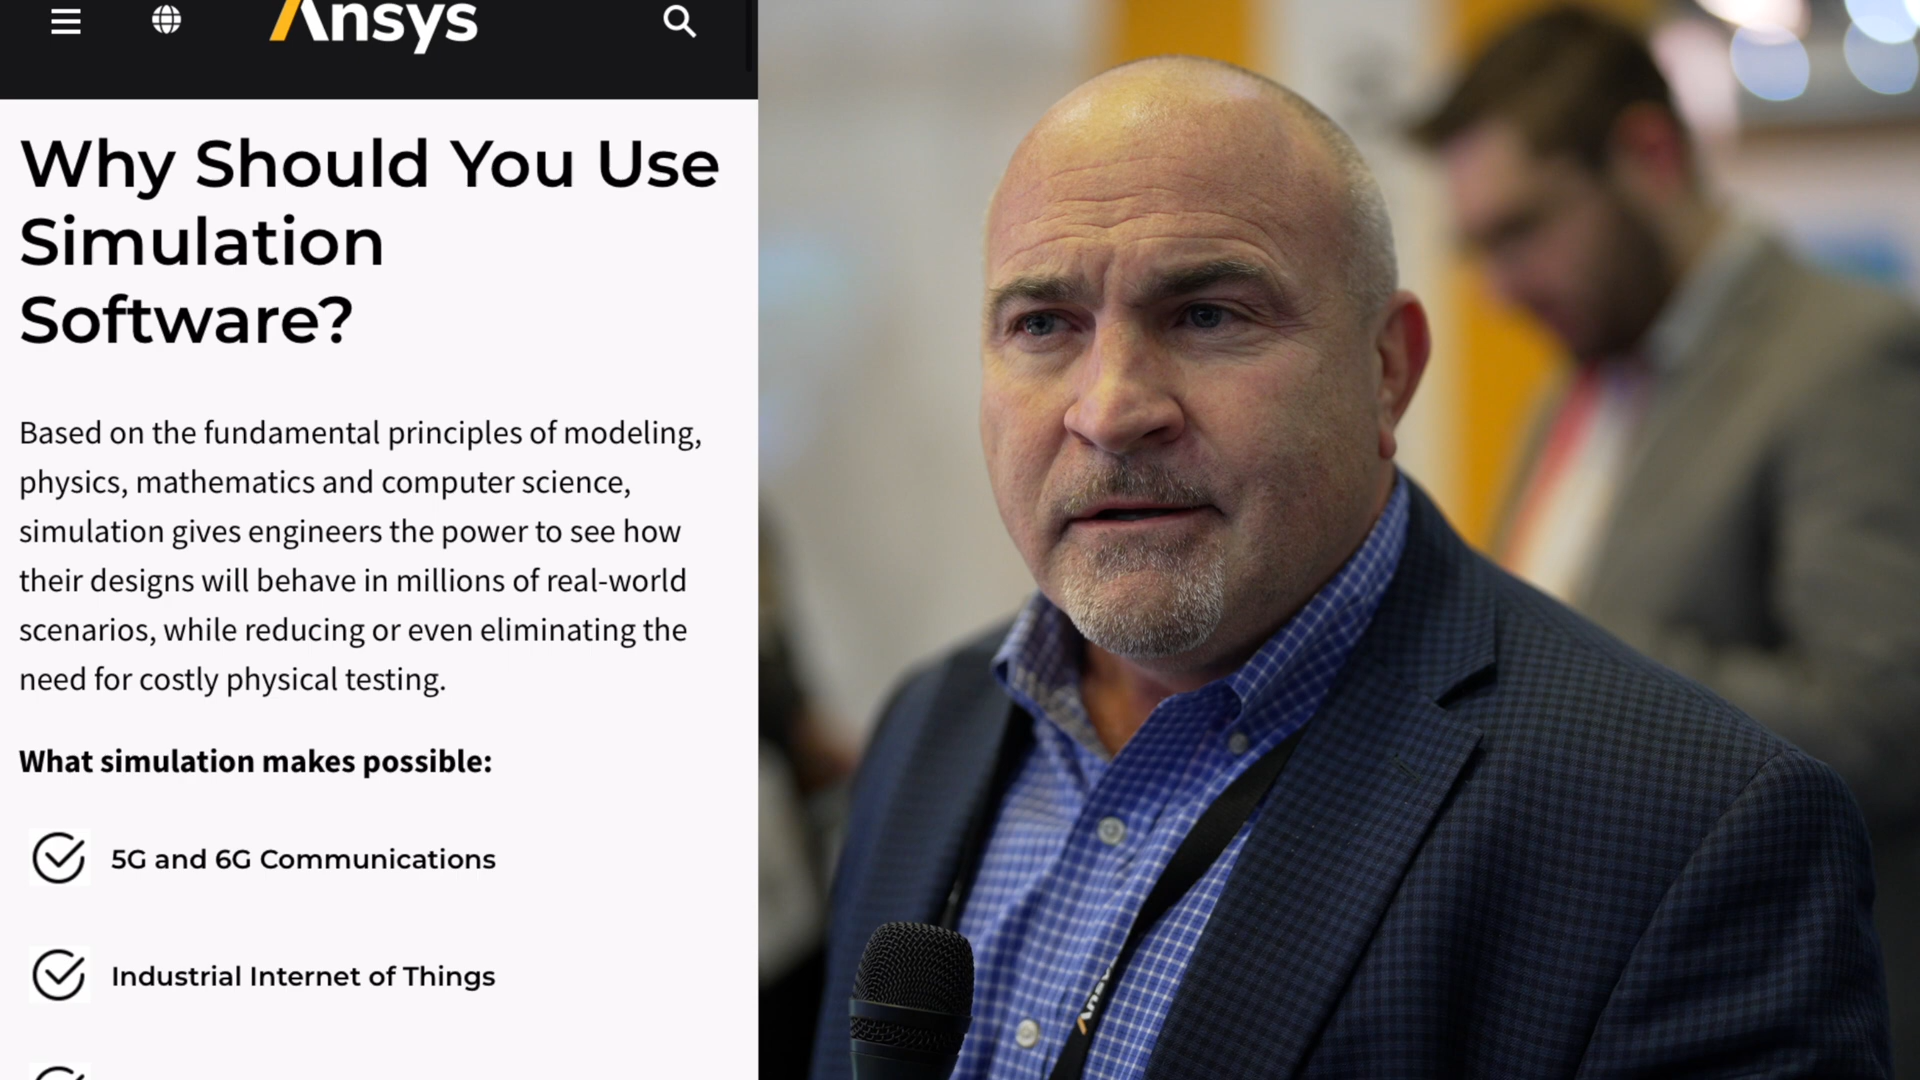 Ansys
Why Should You Use
Simulation
Software?
Based on the fundamental principles of modeling,
physics, mathematics and computer science,
simulation gives engineers the power to see how
their designs will behave in millions of real-world
scenarios, while reducing or even eliminating the
need for costly physical testing.
What simulation makes possible:
5G and 6G Communications
Industrial Internet of Things
Ansys